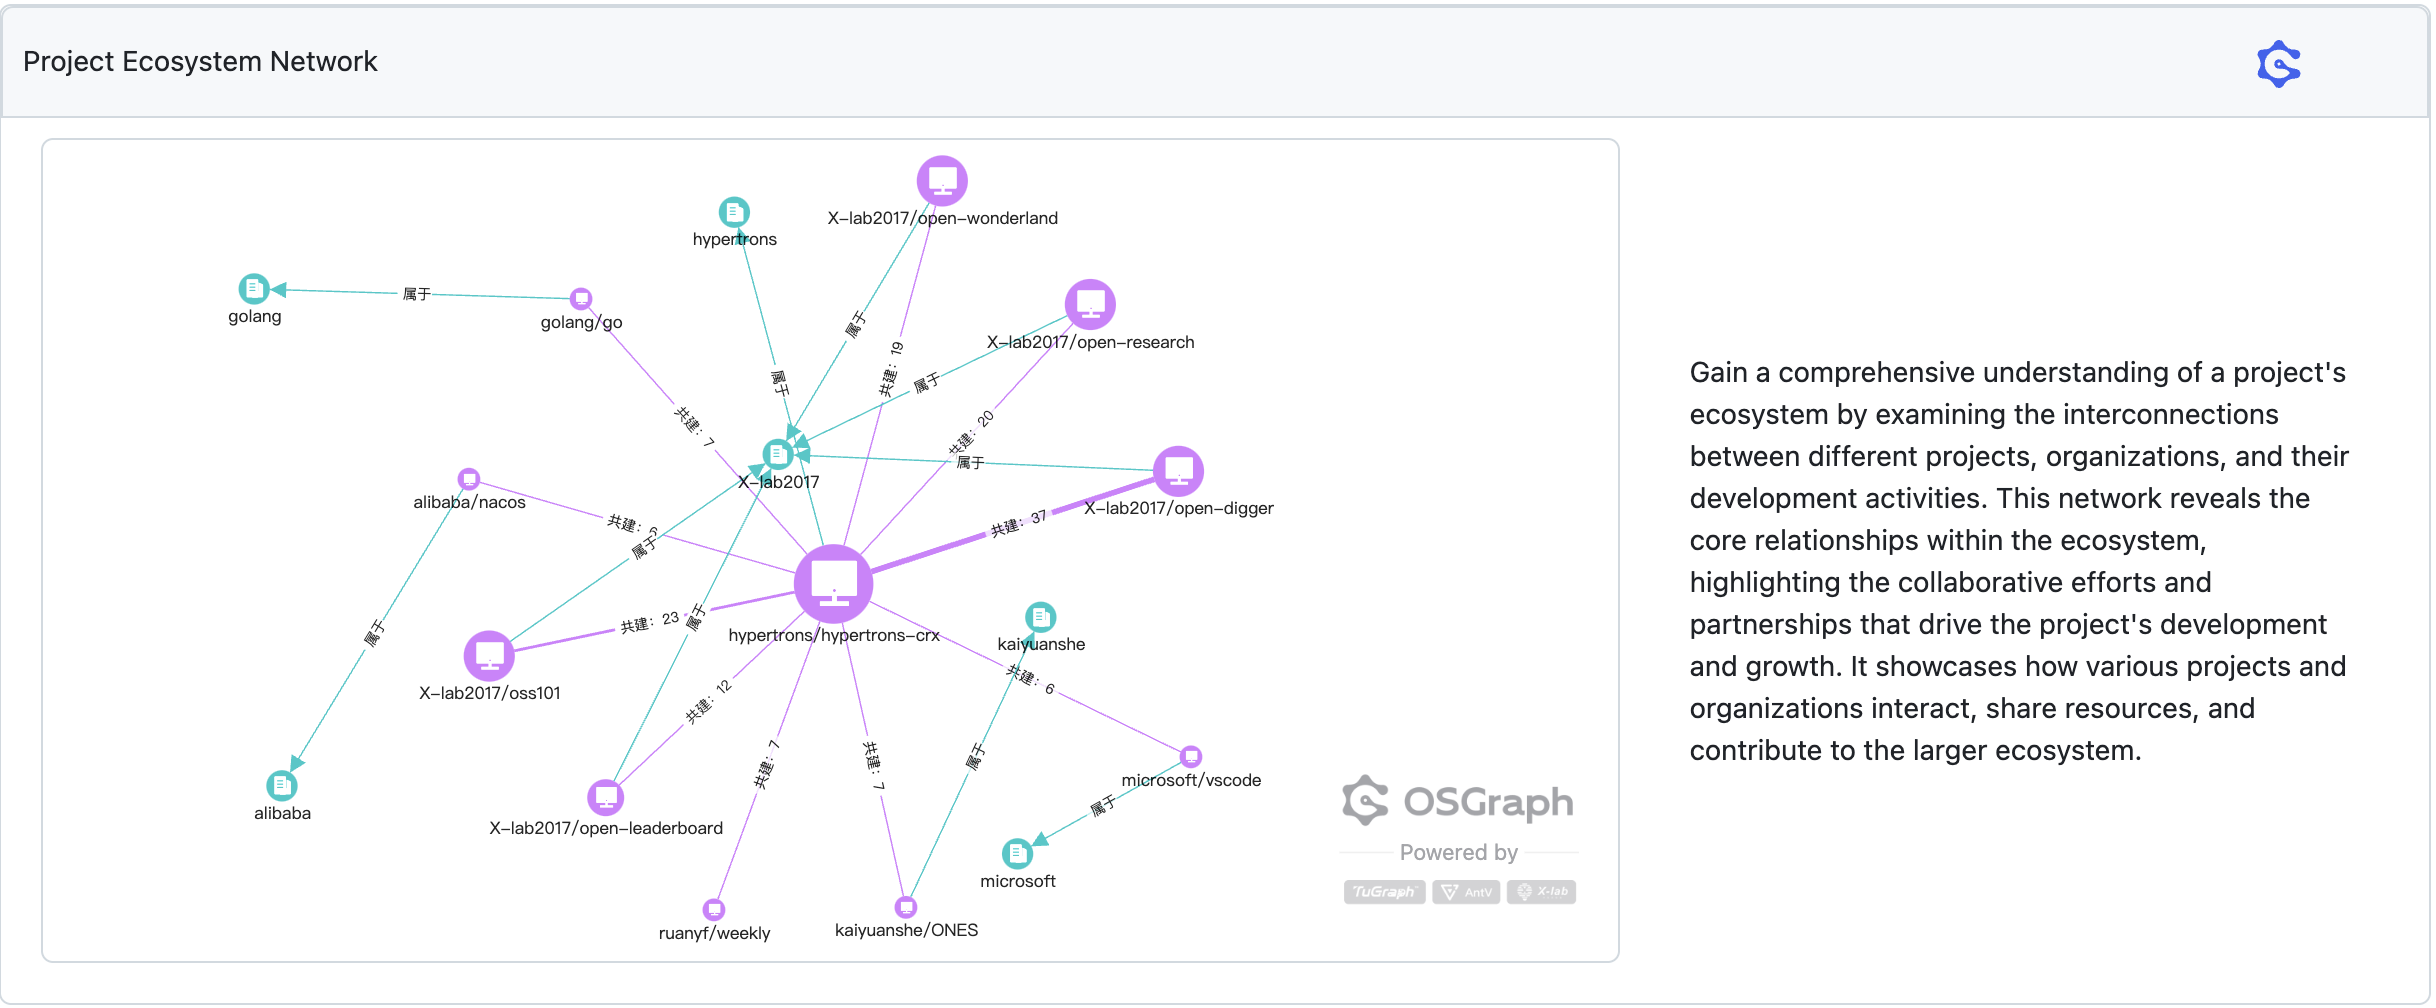 Project Ecosystem Network
X-lab2017/open-wonderland
hypertrons
golang
属于
golang/go
属于
共建：19
X-lab2017/open-research
属于
属于
共建：7
共建：20
属于
X-lab2017
alibaba/nacos
X-lab2017/open-digger
共建：37
共建：
属于
属于
共建：23
属于
hypertrons/hypertrons-crx
kaiyuanshe
X-lab2017/oss101
共建：12
共建：6
共建：7
共建：7
属于
microsoft/vscode
属于
alibaba
X-lab2017/open-leaderboard
microsoft
ruanyf/weekly
kaiyuanshe/ONES
OSGraph
Powered by
TuGraph AntV X-lab
Gain a comprehensive understanding of a project's
ecosystem by examining the interconnections
between different projects, organizations, and their
development activities. This network reveals the
core relationships within the ecosystem,
highlighting the collaborative efforts and
partnerships that drive the project's development
and growth. It showcases how various projects and
organizations interact, share resources, and
contribute to the larger ecosystem.